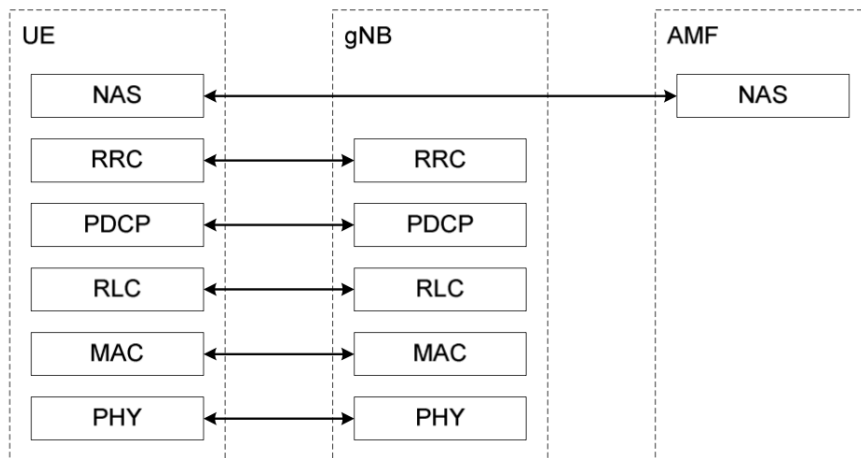 UE gNB AMF
NAS NAS
RRC RRC
PDCP PDCP
RLC RLC
MAC MAC
PHY PHY